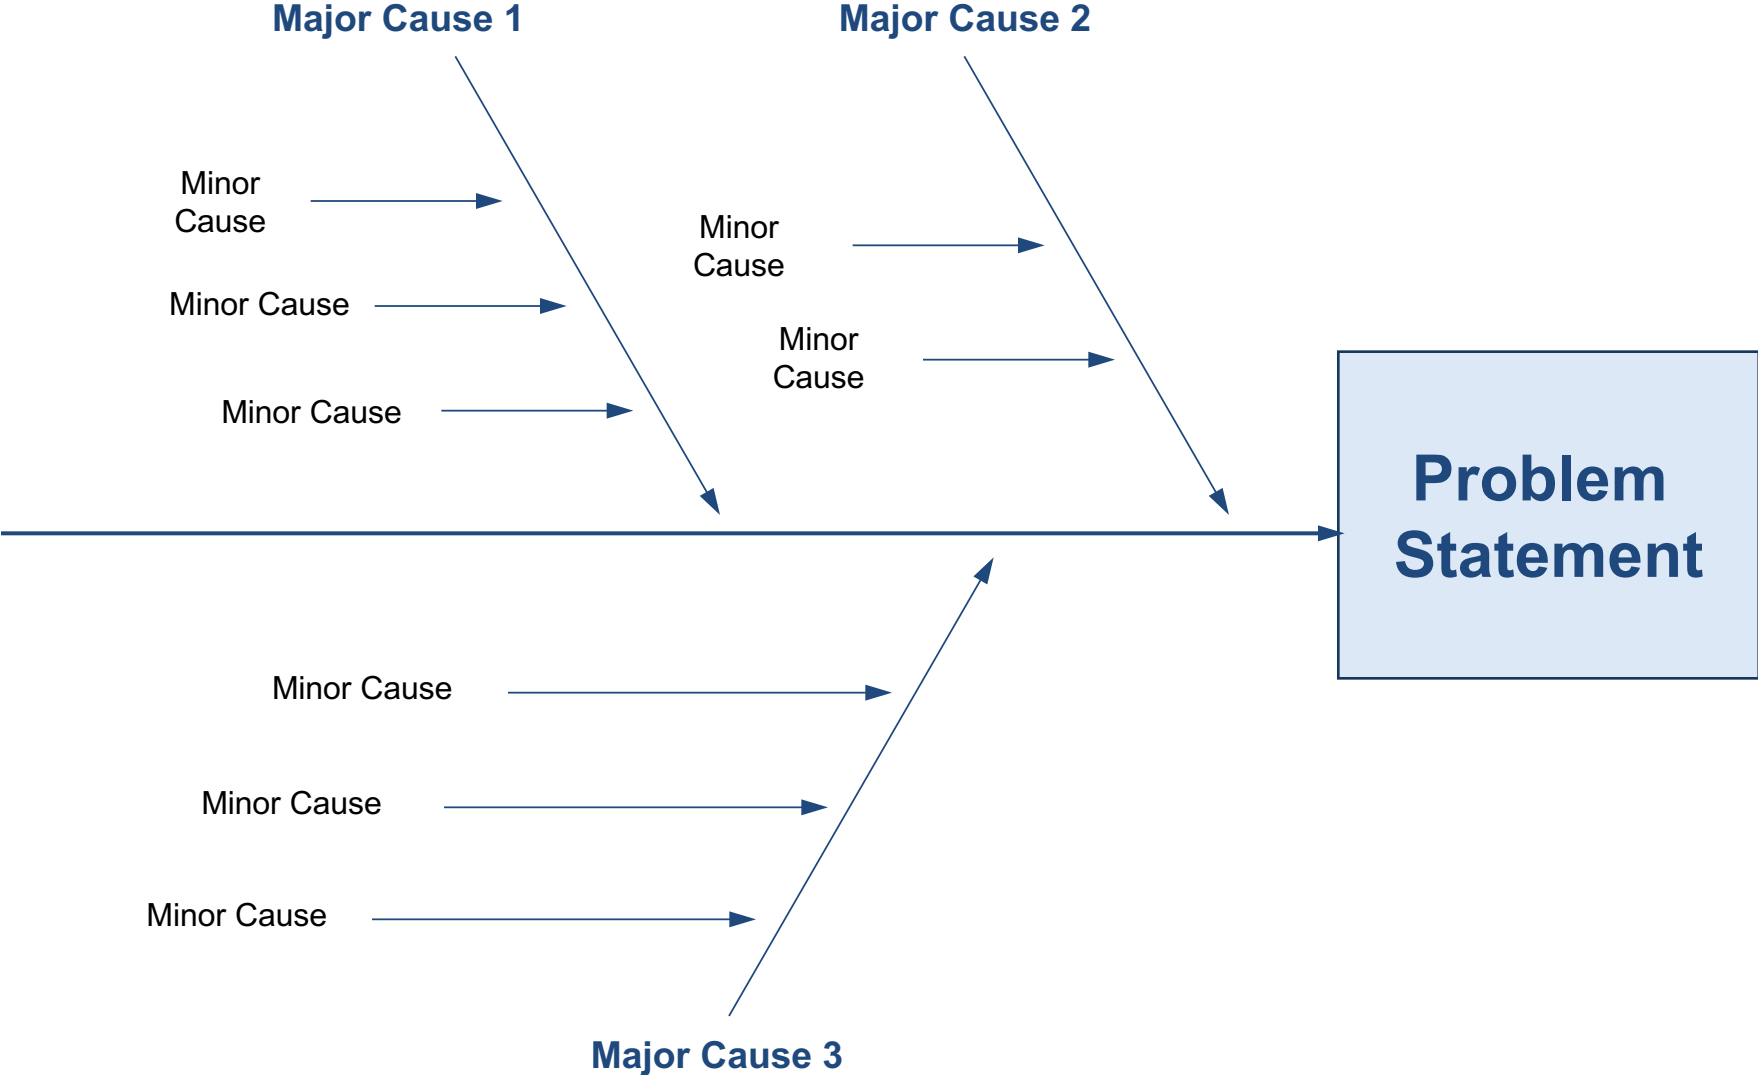 Major Cause 1
Major Cause 2
Minor
Cause
Minor Cause
Minor Cause
Minor
Cause
Minor
Cause
Problem
Statement
Minor Cause
Minor Cause
Minor Cause
Major Cause 3